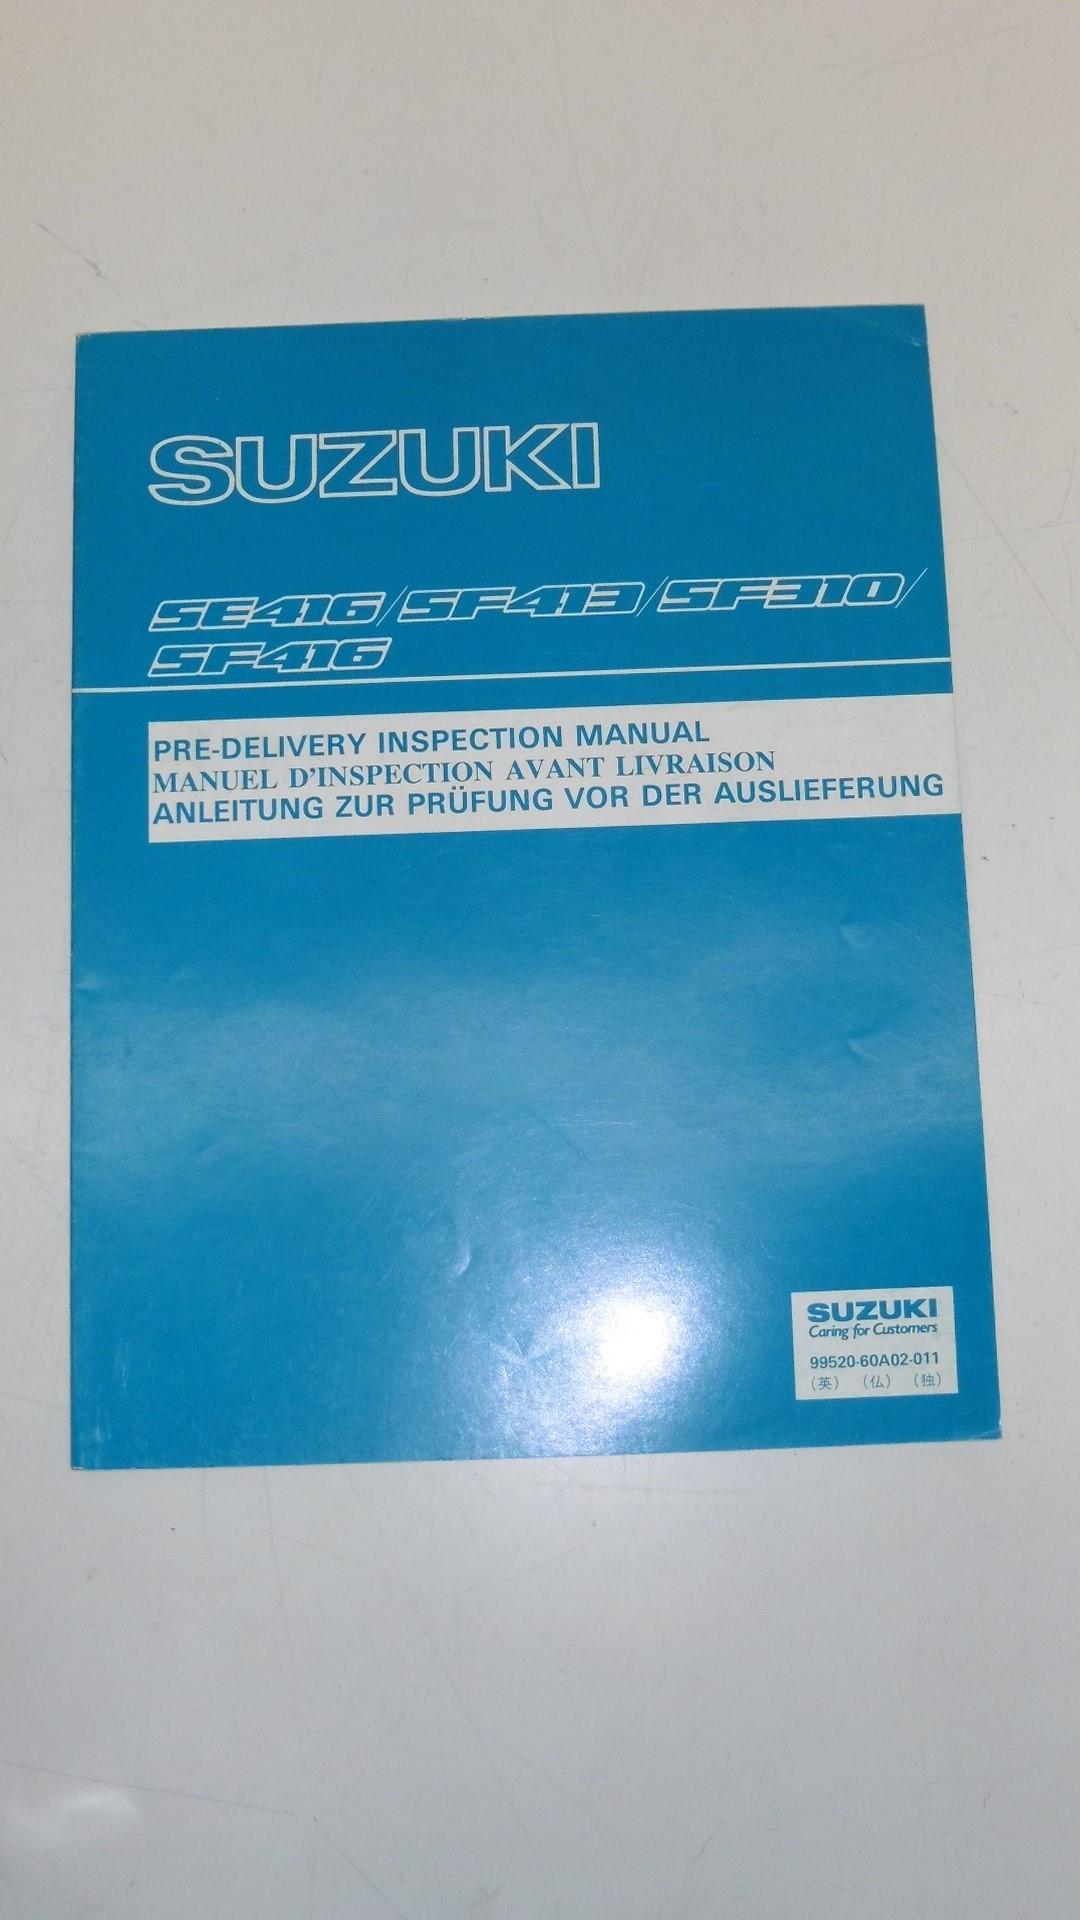 SUZUKI
SE416/SF413/SF310/
SF416
PRE-DELIVERY INSPECTION MANUAL
MANUEL D'INSPECTION AVANT LIVRAISON
ANLEITUNG ZUR PRÜFUNG VOR DER AUSLIEFERUNG
SUZUKI
Caring for Customers
99520-60A02-011
(英) (仏) (独)